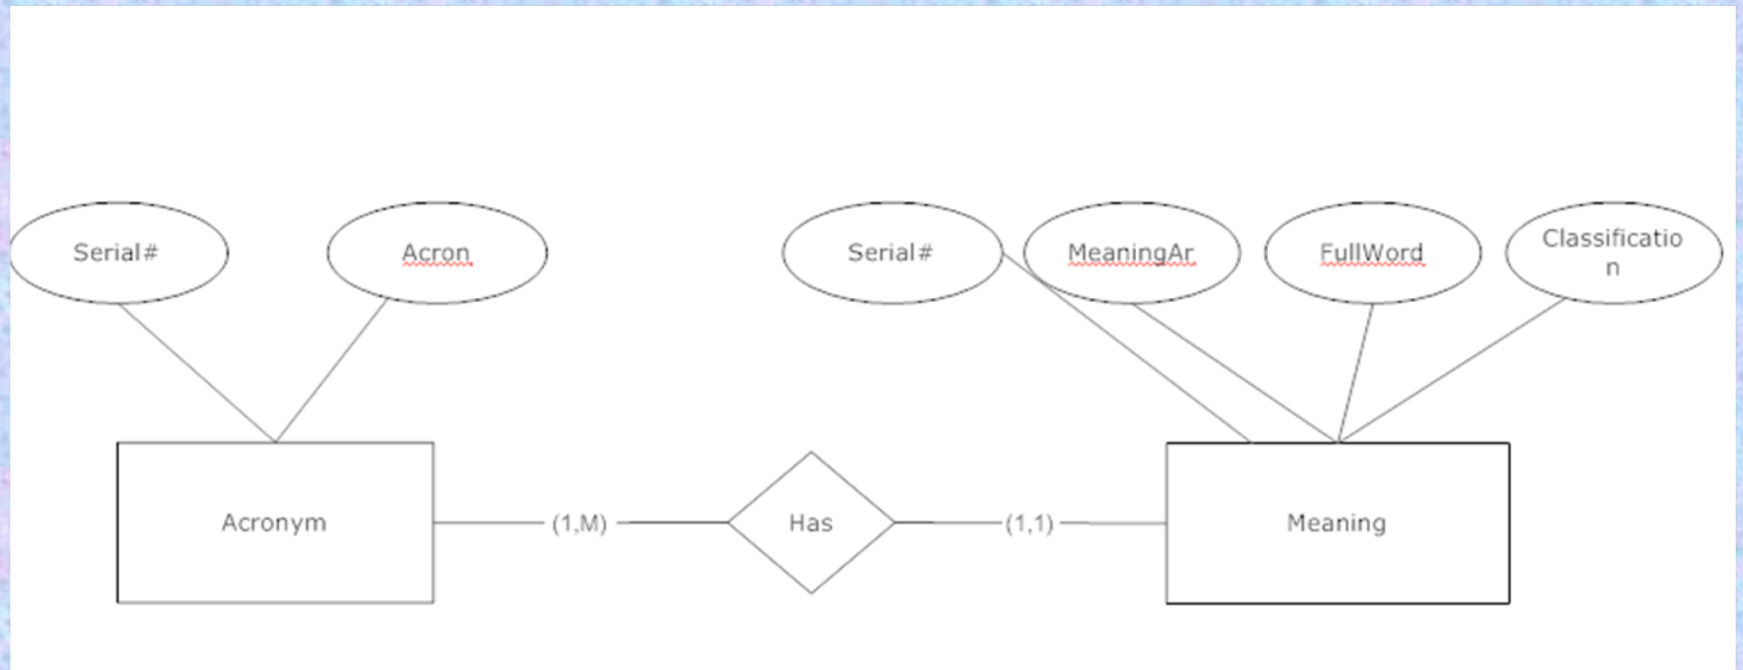 Serial#
Acron
Serial#
MeaningAr
FullWord
Classificatio
n
Acronym
(1,M)
Has
(1,1)
Meaning